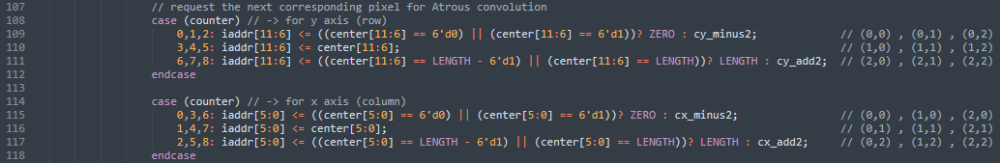 107 // request the next corresponding pixel for Atrous convolution
108 case (counter) // -> for y axis (row)
109 0,1,2: iaddr[11:6] <= ((center[11:6] == 6'd0) || (center[11:6] == 6'd1))? ZERO : cy_minus2; // (0,0) , (0,1) , (0,2)
110 3,4,5: iaddr[11:6] <= center[11:6]; // (1,0) , (1,1) , (1,2)
111 6,7,8: iaddr[11:6] <= ((center[11:6] == LENGTH - 6'd1) || (center[11:6] == LENGTH))? LENGTH : cy_add2; // (2,0) , (2,1) , (2,2)
112 endcase
113
114 case (counter) // -> for x axis (column)
115 0,3,6: iaddr[5:0] <= ((center[5:0] == 6'd0) || (center[5:0] == 6'd1))? ZERO : cx_minus2; // (0,0) , (1,0) , (2,0)
116 1,4,7: iaddr[5:0] <= center[5:0]; // (0,1) , (1,1) , (2,1)
117 2,5,8: iaddr[5:0] <= ((center[5:0] == LENGTH - 6'd1) || (center[5:0] == LENGTH))? LENGTH : cx_add2; // (0,2) , (1,2) , (2,2)
118 endcase